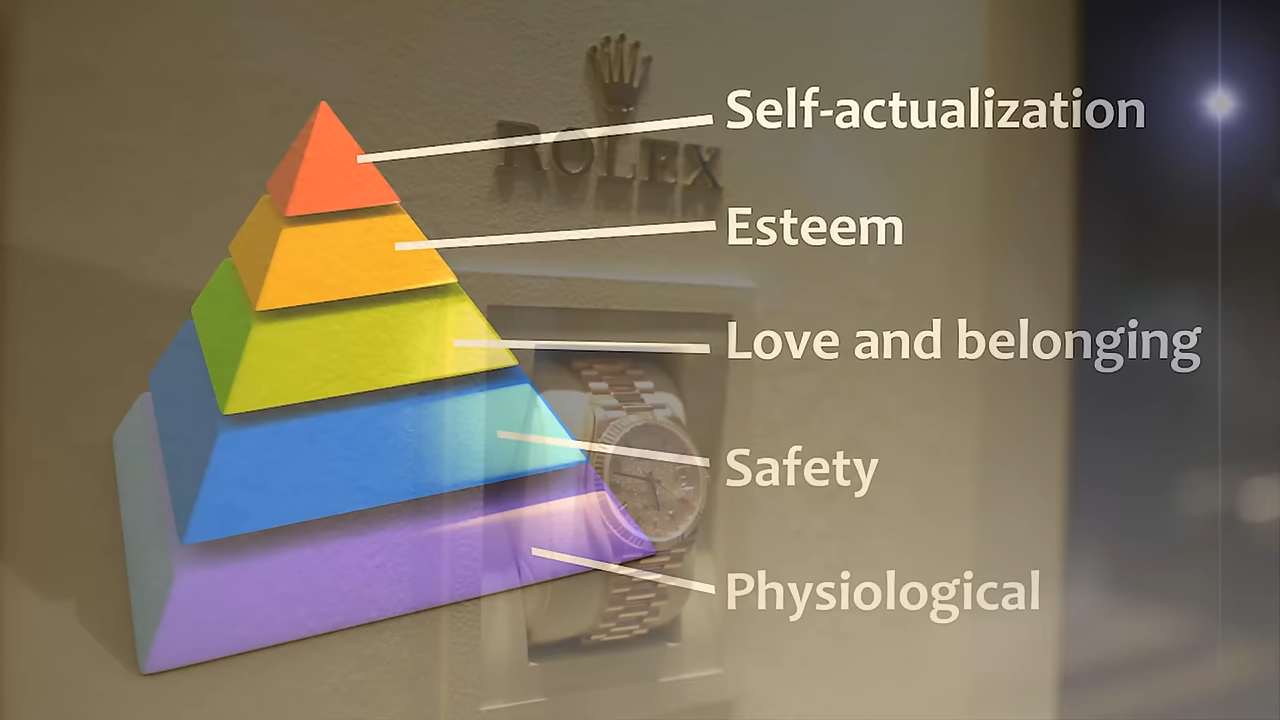 Self-actualization
ROLEX
Esteem
Love and belonging
Safety
Physiological